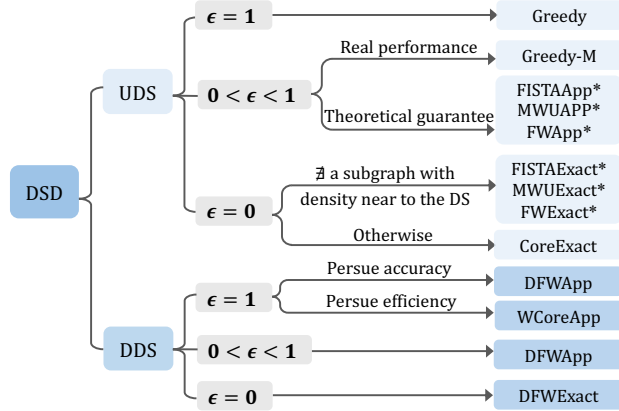 DSD
UDS
ϵ = 1
Greedy
0 < ϵ < 1
Real performance
Greedy-M
Theoretical guarantee
FISTAApp*
MWUAPP*
FWApp*
ϵ = 0
∄ a subgraph with
density near to the DS
FISTAExact*
MWUExact*
FWExact*
Otherwise
CoreExact
DDS
ϵ = 1
Persue accuracy
DFWApp
Persue efficiency
WCoreApp
0 < ϵ < 1
DFWApp
ϵ = 0
DFWExact